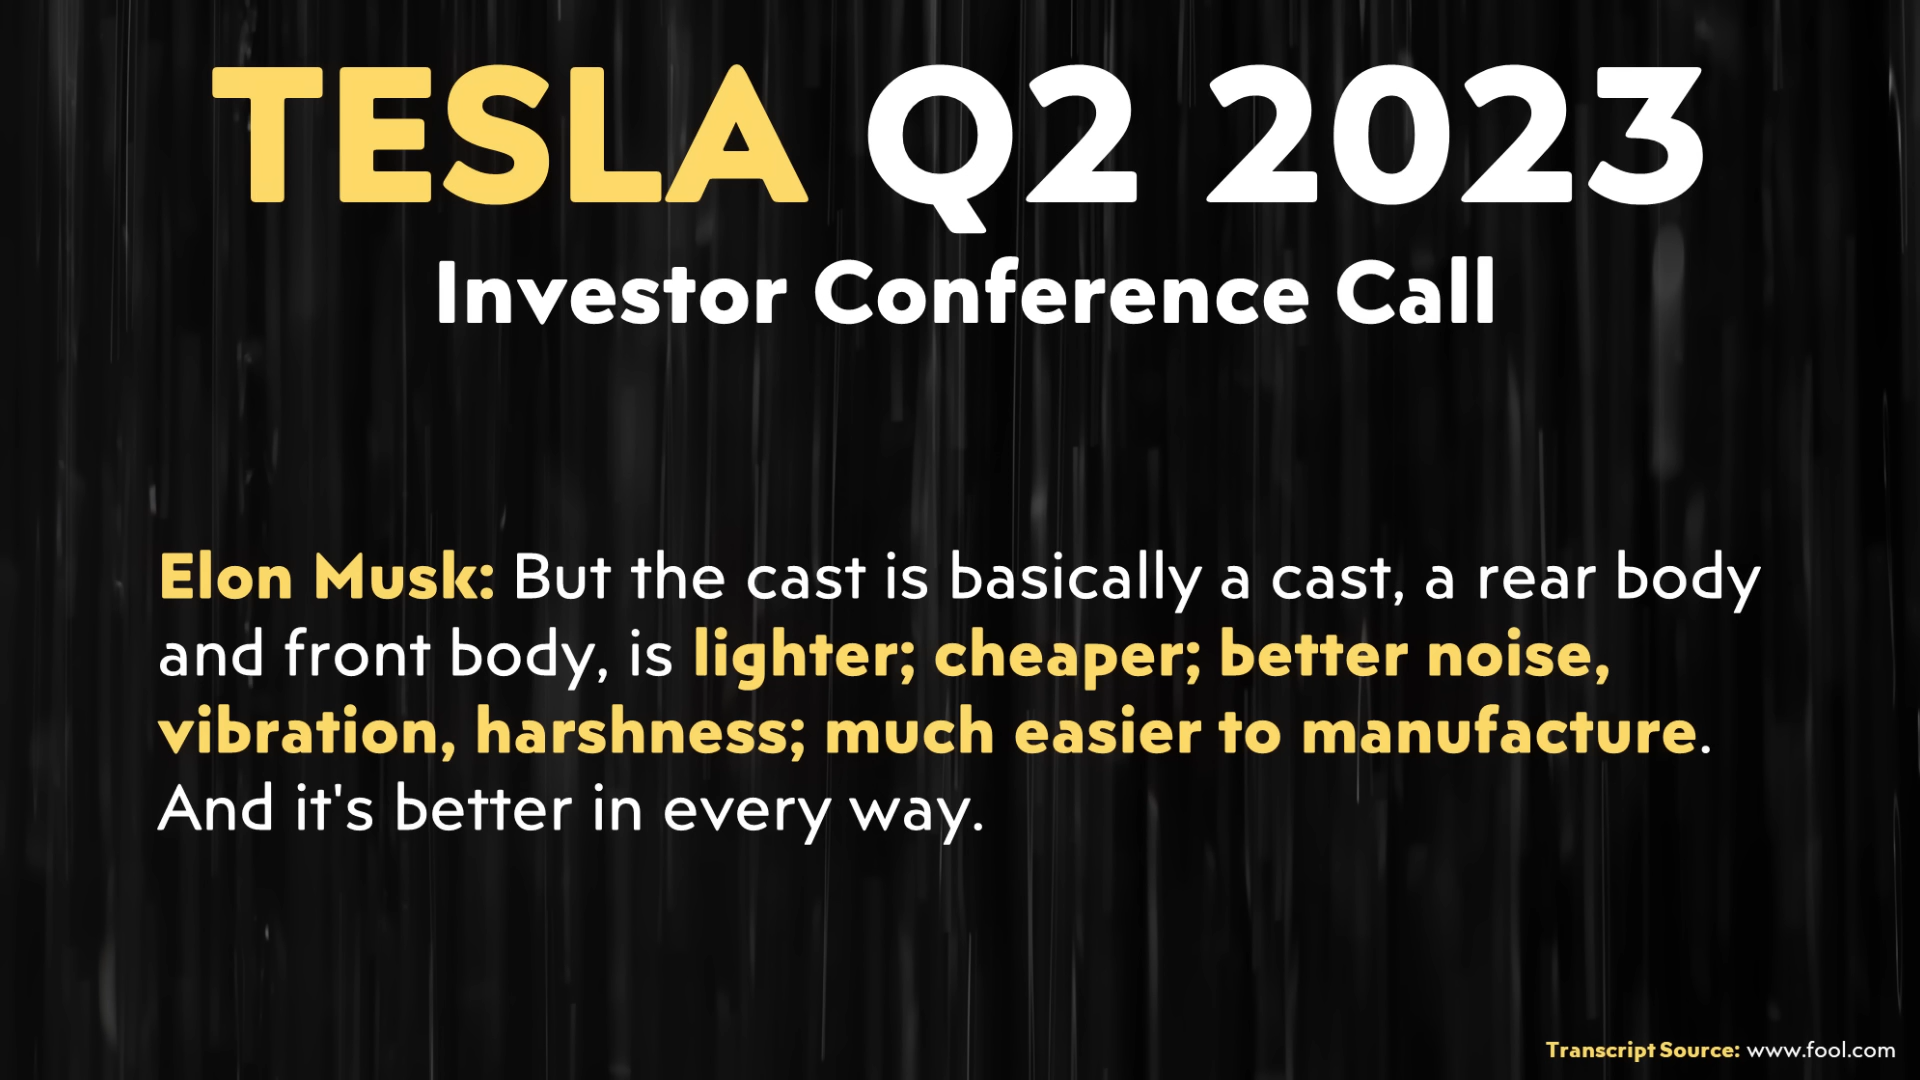 TESLA Q2 2023
Investor Conference Call
Elon Musk: But the cast is basically a cast, a rear body
and front body, is lighter; cheaper; better noise,
vibration, harshness; much easier to manufacture.
And it's better in every way.
Transcript Source: www.fool.com